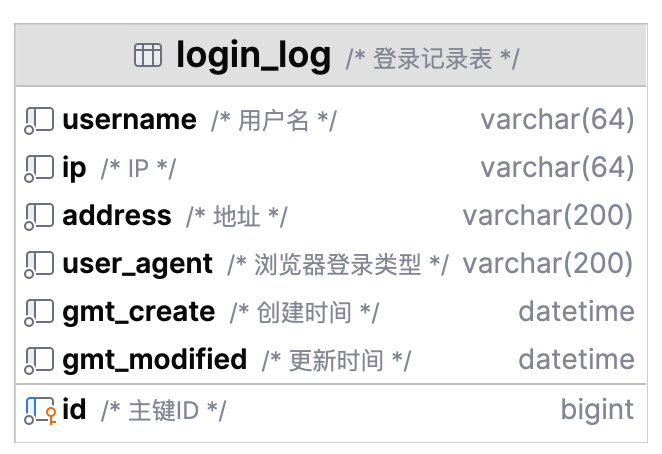 login_log /* 登录记录表 */
username /* 用户名 */ varchar(64)
ip /* IP */ varchar(64)
address /* 地址 */ varchar(200)
user_agent /* 浏览器登录类型 */ varchar(200)
gmt_create /* 创建时间 */ datetime
gmt_modified /* 更新时间 */ datetime
id /* 主键ID */ bigint